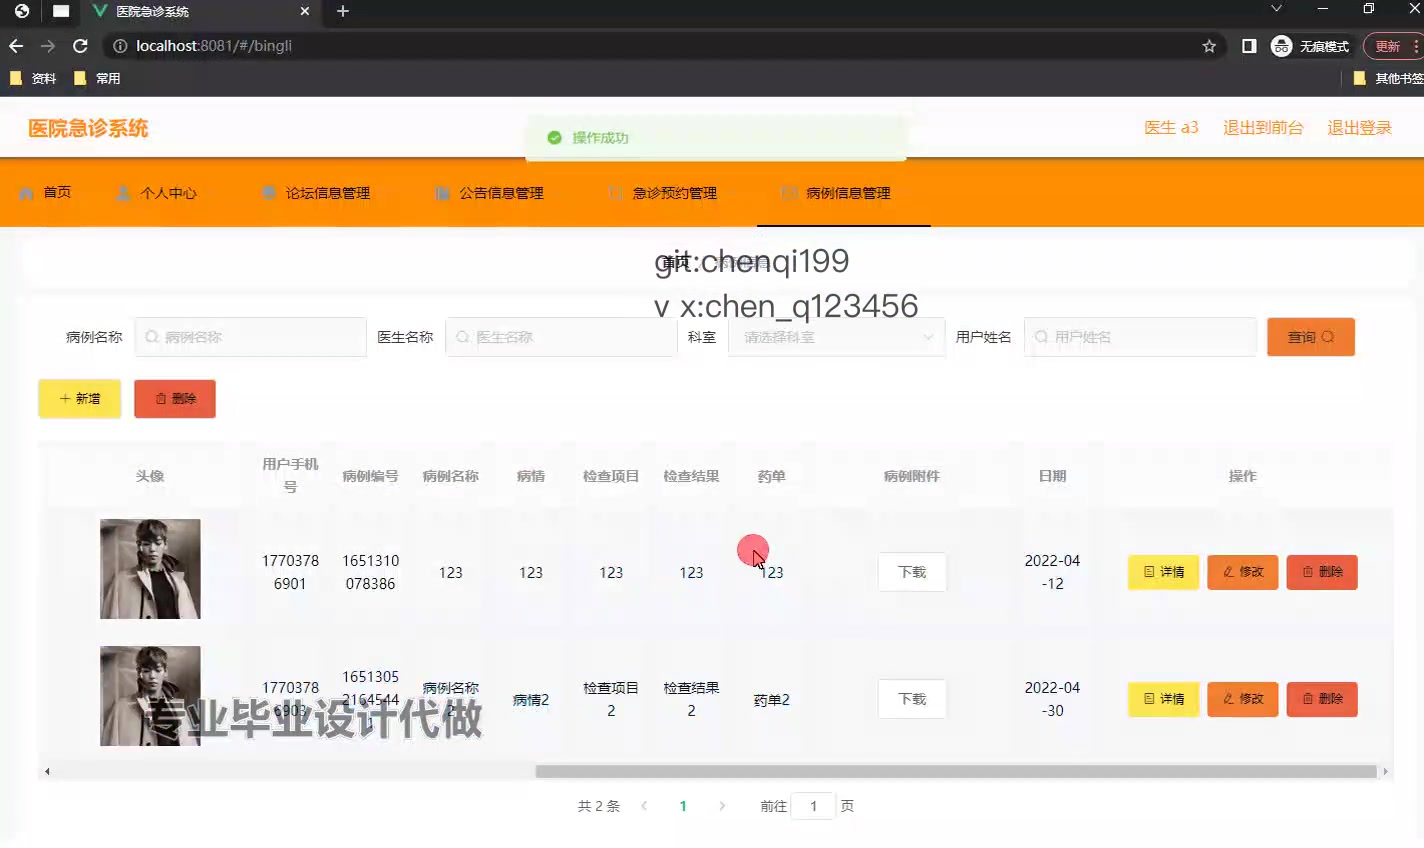 医院急诊系统
localhost:8081/#/bingli
无痕模式
更新
资料
常用
其他书签
医院急诊系统
操作成功
医生 a3
退出到前台
退出登录
首页
个人中心
论坛信息管理
公告信息管理
急诊预约管理
病例信息管理
首页
git:chenqi199
v x:chen_q123456
病例名称
病例名称
医生名称
医生名称
科室
请选择科室
用户姓名
用户姓名
查询
新增
删除
头像
用户手机
号
病例编号
病例名称
病情
检查项目
检查结果
药单
病例附件
日期
操作
1770378
6901
1651310
078386
123
123
123
123
123
下载
2022-04
-12
详情
修改
删除
1770378
6903
1651305
2164544
1
病例名称
2
病情2
检查项目
2
检查结果
2
药单2
下载
2022-04
-30
详情
修改
删除
专业毕业设计代做
共 2 条
1
前往
1
页